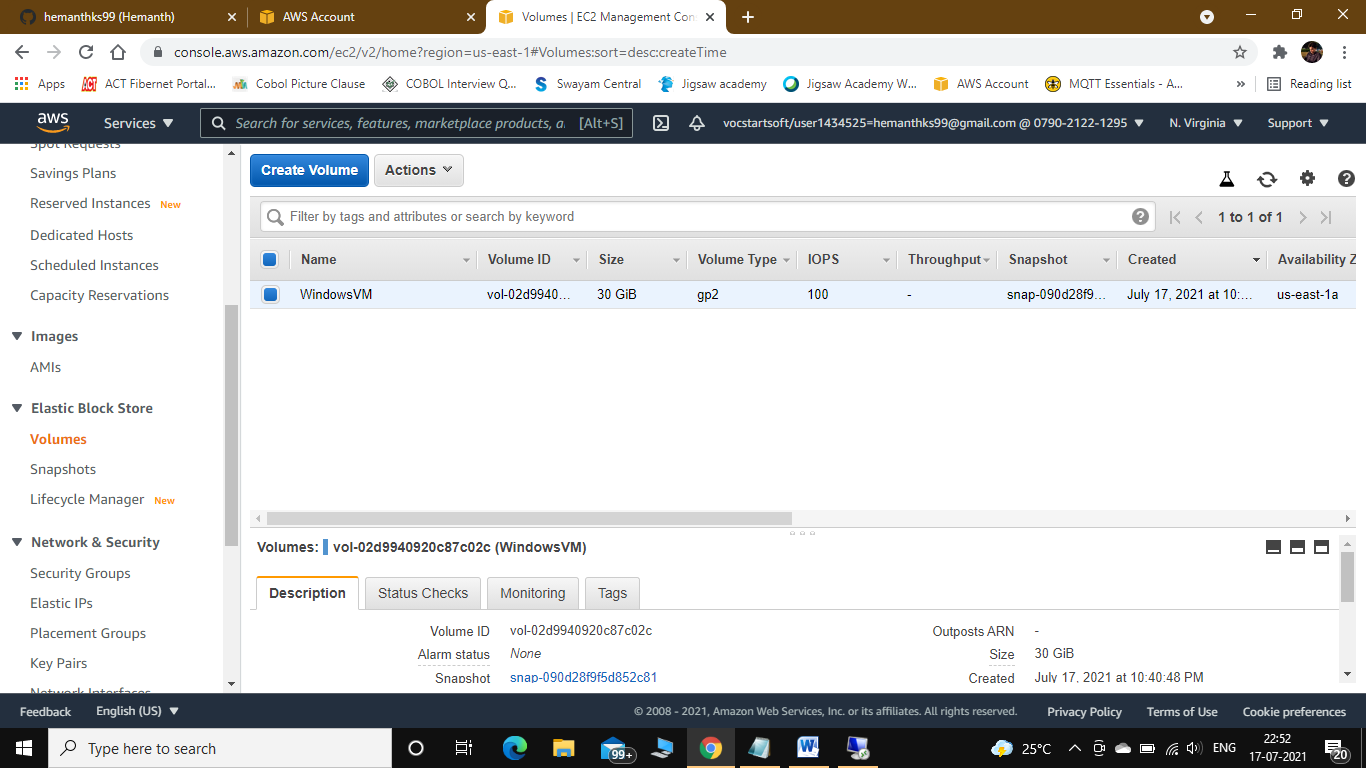 hemanthks99 (Hemanth)
AWS Account
Volumes | EC2 Management Con
console.aws.amazon.com/ec2/v2/home?region=us-east-1#Volumes:sort=desc:createTime
Apps
ACT Fibernet Portal...
Cobol Picture Clause
COBOL Interview Q...
Swayam Central
Jigsaw academy
Jigsaw Academy W...
AWS Account
MQTT Essentials - A...
»
Reading list
aws
Services
Search for services, features, marketplace products, a
[Alt+S]
vocstartsoft/user1434525=hemanthks99@gmail.com @ 0790-2122-1295
N. Virginia
Support
Spot Requests
Savings Plans
Reserved Instances New
Dedicated Hosts
Scheduled Instances
Capacity Reservations
Images
AMIs
Elastic Block Store
Volumes
Snapshots
Lifecycle Manager New
Network & Security
Security Groups
Elastic IPs
Placement Groups
Key Pairs
Network Interfaces
Create Volume
Actions
Filter by tags and attributes or search by keyword
1 to 1 of 1
Name Volume ID Size Volume Type IOPS Throughput Snapshot Created Availability Z
WindowsVM vol-02d9940... 30 GiB gp2 100 - snap-090d28f9... July 17, 2021 at 10:... us-east-1a
Volumes: vol-02d9940920c87c02c (WindowsVM)
Description Status Checks Monitoring Tags
Volume ID vol-02d9940920c87c02c
Alarm status None
Snapshot snap-090d28f9f5d852c81
Outposts ARN -
Size 30 GiB
Created July 17, 2021 at 10:40:48 PM
Feedback
English (US)
© 2008 - 2021, Amazon Web Services, Inc. or its affiliates. All rights reserved.
Privacy Policy
Terms of Use
Cookie preferences
Type here to search
99+
25°C
ENG
22:52
17-07-2021
20